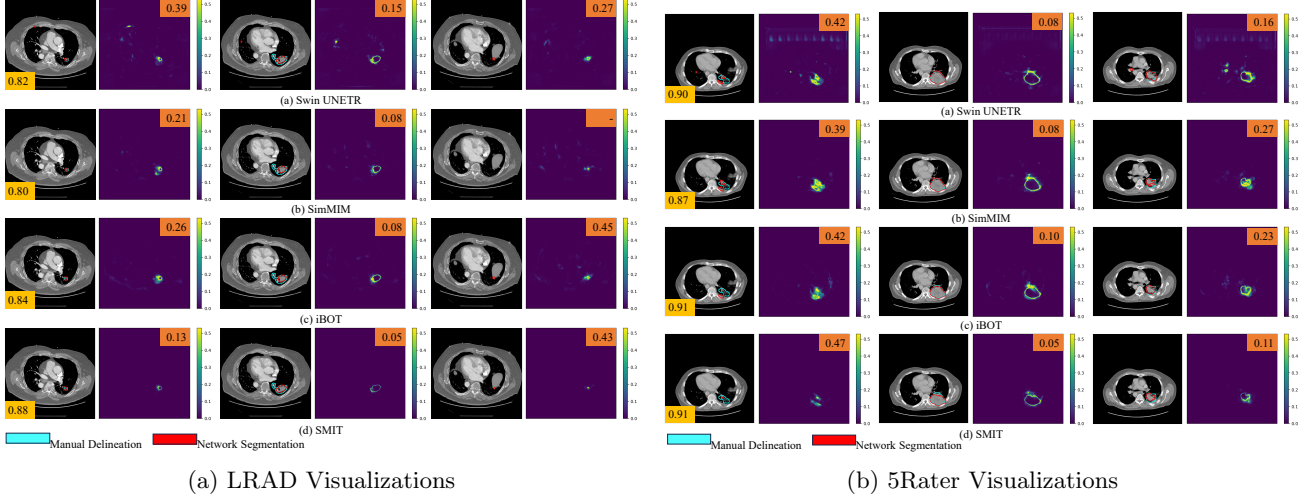 0.39 0.15 0.27
0.82
(a) Swin UNETR
0.21 0.08 -
0.80
(b) SimMIM
0.26 0.08 0.45
0.84
(c) iBOT
0.13 0.05 0.43
0.88
(d) SMIT
Manual Delineation Network Segmentation
(a) LRAD Visualizations
0.42 0.08 0.16
0.90
(a) Swin UNETR
0.39 0.08 0.27
0.87
(b) SimMIM
0.42 0.10 0.23
0.91
(c) iBOT
0.47 0.05 0.11
0.91
(d) SMIT
Manual Delineation Network Segmentation
(b) 5Rater Visualizations